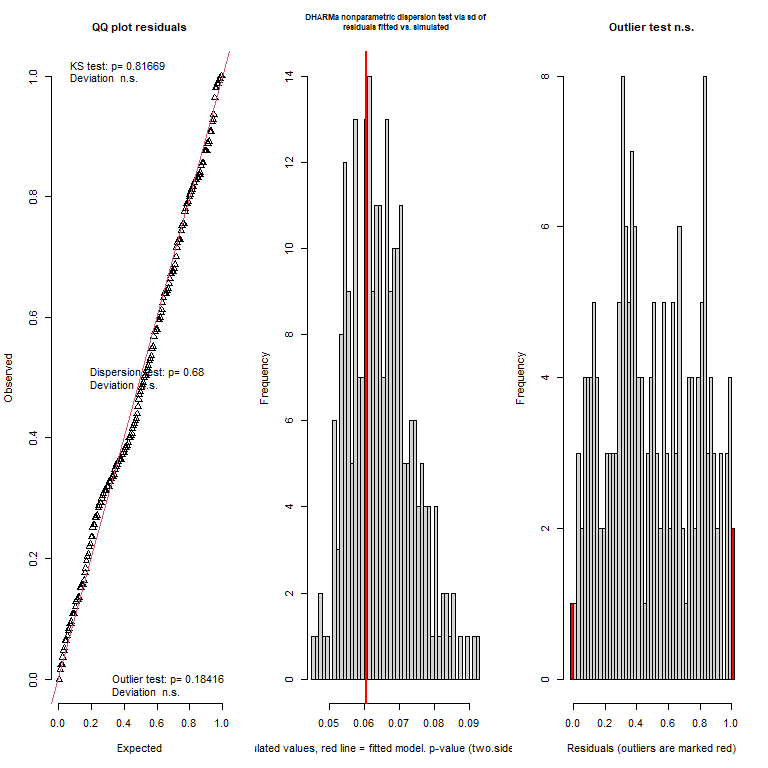 QQ plot residuals
KS test: p= 0.81669
Deviation n.s.
Dispersion test: p= 0.68
Deviation n.s.
Outlier test: p= 0.18416
Deviation n.s.
Observed
0.0 0.2 0.4 0.6 0.8 1.0
0.0 0.2 0.4 0.6 0.8 1.0
Expected
DHARMa nonparametric dispersion test via sd of
residuals fitted vs. simulated
Frequency
0 2 4 6 8 10 12 14
0.05 0.06 0.07 0.08 0.09
lated values, red line = fitted model. p-value (two.side
Outlier test n.s.
Frequency
0 2 4 6 8
0.0 0.2 0.4 0.6 0.8 1.0
Residuals (outliers are marked red)